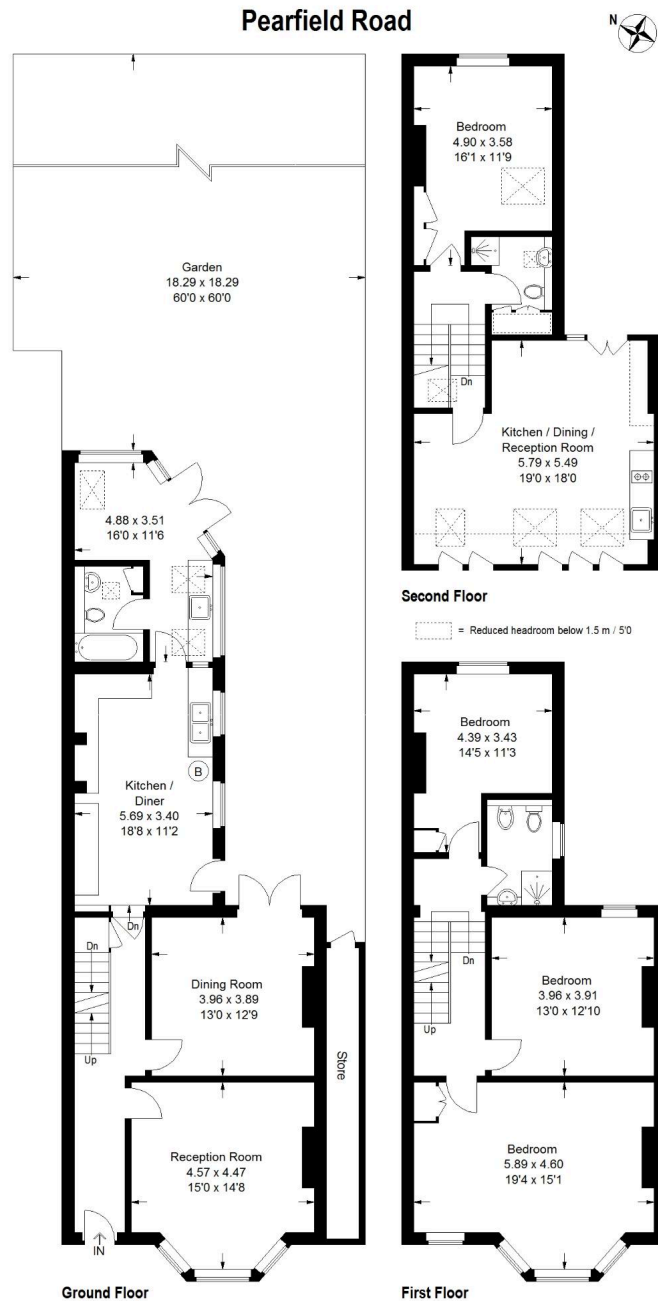 Pearfield Road
N
Garden
18.29 x 18.29
60'0 x 60'0
4.88 x 3.51
16'0 x 11'6
Kitchen /
Diner
5.69 x 3.40
18'8 x 11'2
B
Dn
Dn
Up
Dining Room
3.96 x 3.89
13'0 x 12'9
Store
Reception Room
4.57 x 4.47
15'0 x 14'8
IN
Ground Floor
Bedroom
4.90 x 3.58
16'1 x 11'9
Dn
Kitchen / Dining /
Reception Room
5.79 x 5.49
19'0 x 18'0
Second Floor
= Reduced headroom below 1.5 m / 5'0
Bedroom
4.39 x 3.43
14'5 x 11'3
Dn
Up
Bedroom
3.96 x 3.91
13'0 x 12'10
Bedroom
5.89 x 4.60
19'4 x 15'1
First Floor